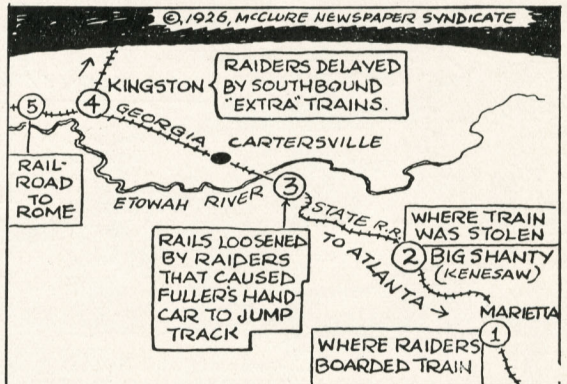 ©, 1926, McCLURE NEWSPAPER SYNDICATE
RAIDERS DELAYED
BY SOUTHBOUND
"EXTRA" TRAINS.
KINGSTON
5
4
GEORGIA
CARTERSVILLE
RAIL-
ROAD
TO
ROME
ETOWAH RIVER
3
STATE R.R.
TO ATLANTA
WHERE TRAIN
WAS STOLEN
2
BIG SHANTY
(KENESAW)
RAILS LOOSENED
BY RAIDERS
THAT CAUSED
FULLER'S HAND-
CAR TO JUMP
TRACK
MARIETTA
1
WHERE RAIDERS
BOARDED TRAIN